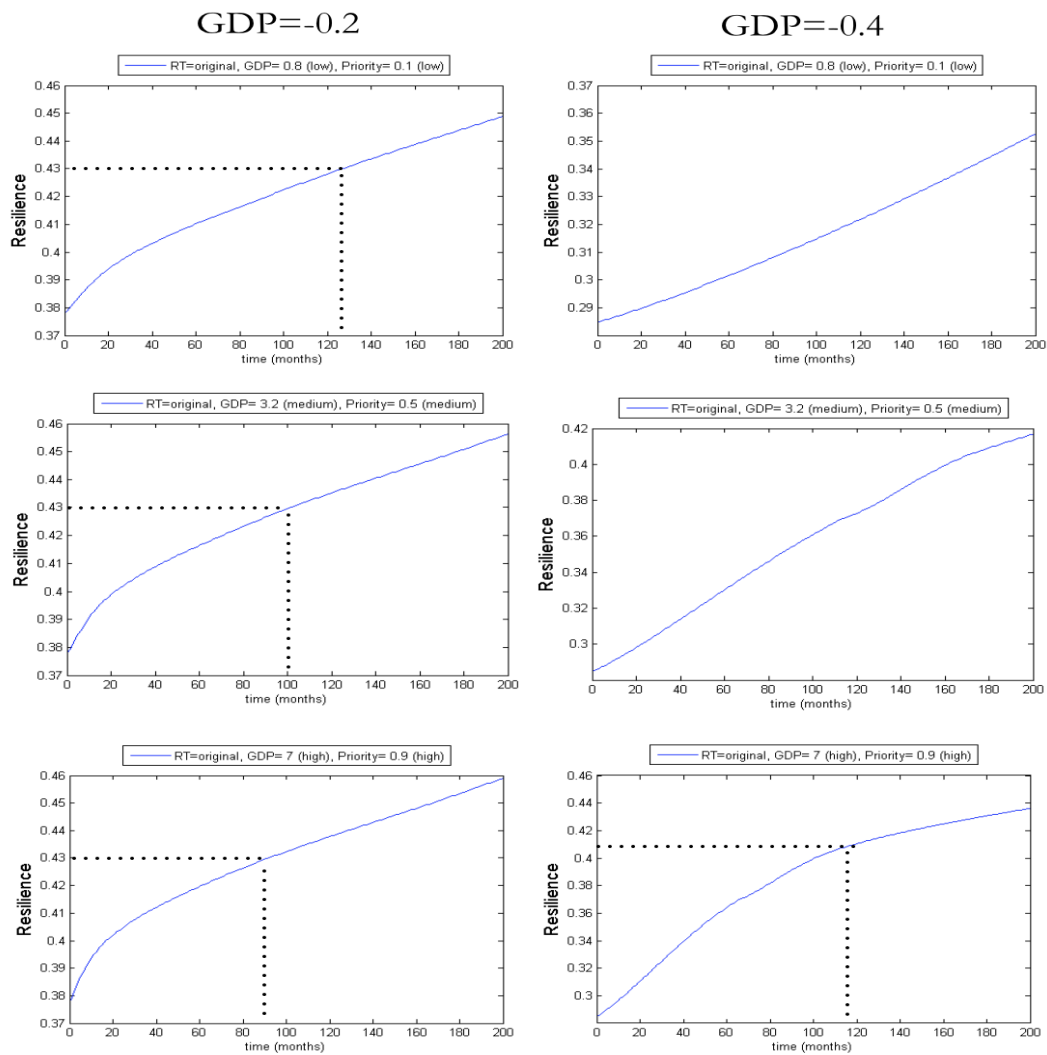 GDP=-0.2
GDP=-0.4
RT=original, GDP= 0.8 (low), Priority= 0.1 (low)
0.46
0.45
0.44
0.43
0.42
0.41
0.4
0.39
0.38
0.37
Resilience
0 20 40 60 80 100 120 140 160 180 200
time (months)
RT=original, GDP= 0.8 (low), Priority= 0.1 (low)
0.37
0.36
0.35
0.34
0.33
0.32
0.31
0.3
0.29
Resilience
0 20 40 60 80 100 120 140 160 180 200
time (months)
RT=original, GDP= 3.2 (medium), Priority= 0.5 (medium)
0.46
0.45
0.44
0.43
0.42
0.41
0.4
0.39
0.38
0.37
Resilience
0 20 40 60 80 100 120 140 160 180 200
time (months)
RT=original, GDP= 3.2 (medium), Priority= 0.5 (medium)
0.42
0.4
0.38
0.36
0.34
0.32
0.3
Resilience
0 20 40 60 80 100 120 140 160 180 200
time (months)
RT=original, GDP= 7 (high), Priority= 0.9 (high)
0.46
0.45
0.44
0.43
0.42
0.41
0.4
0.39
0.38
0.37
Resilience
0 20 40 60 80 100 120 140 160 180 200
time (months)
RT=original, GDP= 7 (high), Priority= 0.9 (high)
0.46
0.44
0.42
0.4
0.38
0.36
0.34
0.32
0.3
Resilience
0 20 40 60 80 100 120 140 160 180 200
time (months)